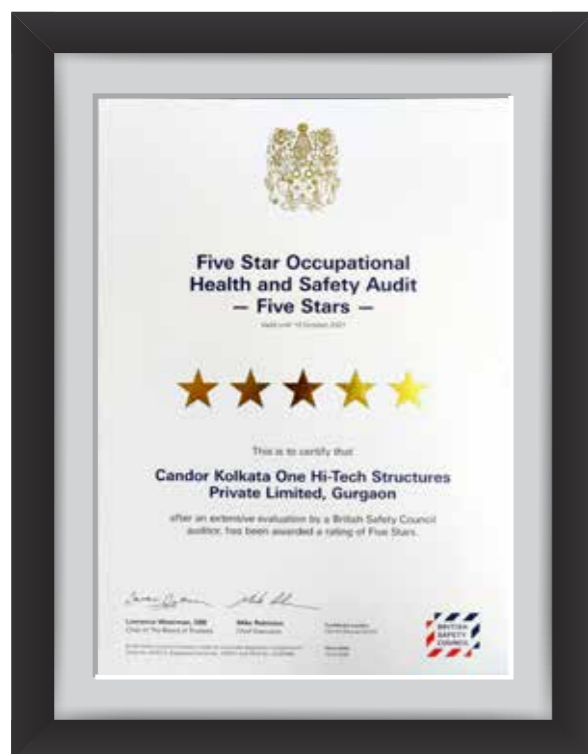 Five Star Occupational
Health and Safety Audit
— Five Stars —
Valid until
This is to certify that
Candor Kolkata One Hi-Tech Structures
Private Limited, Gurgaon
after an extensive evaluation by a British Safety Council
auditor, has been awarded a rating of Five Stars.
Lawrence Waterman, OBE
Chair of The Board of Trustees
Mike Robinson
Chief Executive
BRITISH
SAFETY
COUNCIL